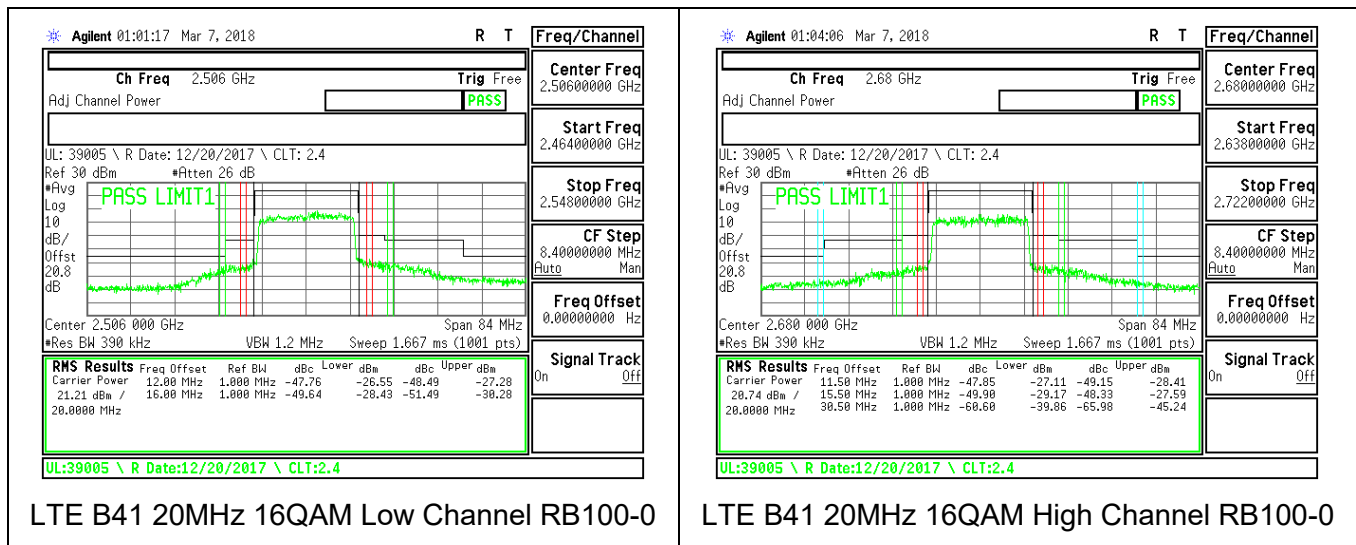 Agilent 01:01:17 Mar 7, 2018 R T
Freq/Channel
Ch Freq 2.506 GHz Trig Free
Adj Channel Power PASS
UL: 39005 \ R Date: 12/20/2017 \ CLT: 2.4
Ref 30 dBm #Atten 26 dB
#Avg
Log
10
dB/
Offst
20.8
dB
PASS LIMIT1
Center 2.506 000 GHz Span 84 MHz
#Res BW 390 kHz VBW 1.2 MHz Sweep 1.667 ms (1001 pts)
RMS Results Freq Offset Ref BW dBc Lower dBm dBc Upper dBm
Carrier Power 12.00 MHz 1.000 MHz -47.76 -26.55 -48.49 -27.28
21.21 dBm / 16.00 MHz 1.000 MHz -49.64 -28.43 -51.49 -30.28
20.0000 MHz
UL:39005 \ R Date:12/20/2017 \ CLT:2.4
Center Freq
2.50600000 GHz
Start Freq
2.46400000 GHz
Stop Freq
2.54800000 GHz
CF Step
8.40000000 MHz
Auto Man
Freq Offset
0.00000000 Hz
Signal Track
On Off
LTE B41 20MHz 16QAM Low Channel RB100-0
Agilent 01:04:06 Mar 7, 2018 R T
Freq/Channel
Ch Freq 2.68 GHz Trig Free
Adj Channel Power PASS
UL: 39005 \ R Date: 12/20/2017 \ CLT: 2.4
Ref 30 dBm #Atten 26 dB
#Avg
Log
10
dB/
Offst
20.8
dB
PASS LIMIT1
Center 2.680 000 GHz Span 84 MHz
#Res BW 390 kHz VBW 1.2 MHz Sweep 1.667 ms (1001 pts)
RMS Results Freq Offset Ref BW dBc Lower dBm dBc Upper dBm
Carrier Power 11.50 MHz 1.000 MHz -47.85 -27.11 -49.15 -28.41
20.74 dBm / 15.50 MHz 1.000 MHz -49.90 -29.17 -48.33 -27.59
20.0000 MHz 30.50 MHz 1.000 MHz -60.60 -39.86 -65.98 -45.24
UL:39005 \ R Date:12/20/2017 \ CLT:2.4
Center Freq
2.68000000 GHz
Start Freq
2.63800000 GHz
Stop Freq
2.72200000 GHz
CF Step
8.40000000 MHz
Auto Man
Freq Offset
0.00000000 Hz
Signal Track
On Off
LTE B41 20MHz 16QAM High Channel RB100-0